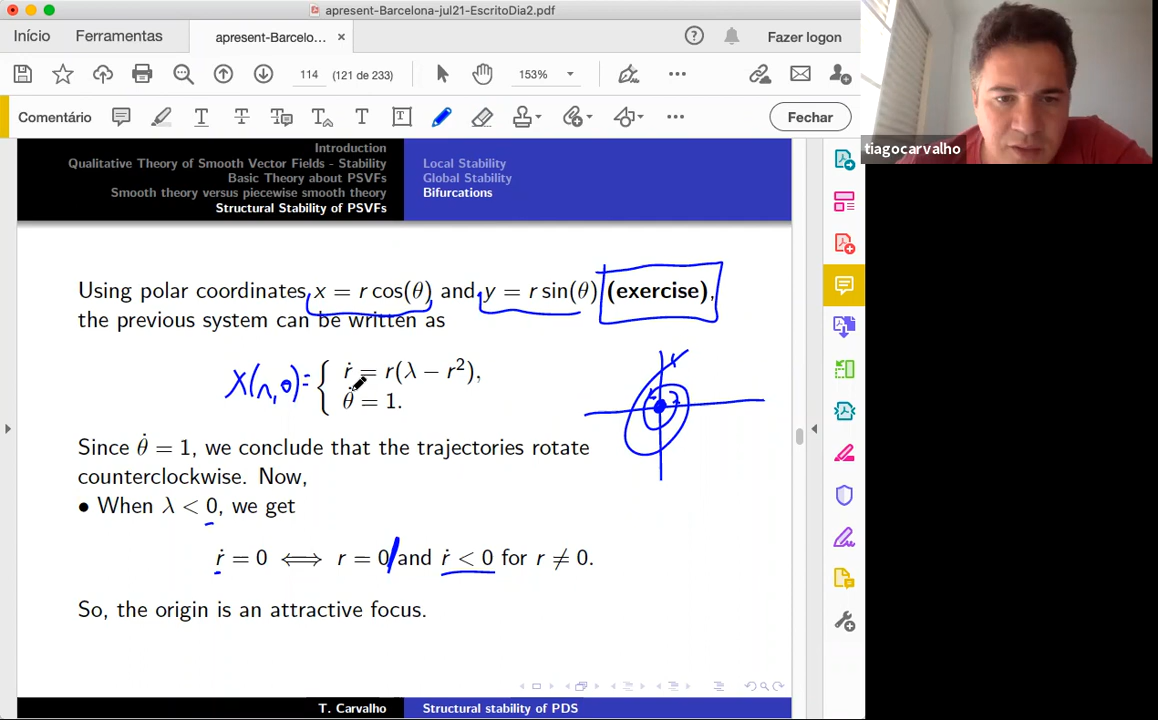 apresent-Barcelona-jul21-EscritoDia2.pdf
Início Ferramentas apresent-Barcelo... × Fazer logon
114 (121 de 233) 153%
Comentário Fechar
tiagocarvalho
Introduction
Qualitative Theory of Smooth Vector Fields - Stability
Basic Theory about PSVFs
Smooth theory versus piecewise smooth theory
Structural Stability of PSVFs
Local Stability
Global Stability
Bifurcations
Using polar coordinates x = r cos(θ) and y = r sin(θ) (exercise),
the previous system can be written as
X(r,θ)= { ṙ = r(λ − r²),
θ̇ = 1.
Since θ̇ = 1, we conclude that the trajectories rotate
counterclockwise. Now,
• When λ < 0, we get
ṙ = 0 ⟺ r = 0 and ṙ < 0 for r ≠ 0.
So, the origin is an attractive focus.
T. Carvalho Structural stability of PDS